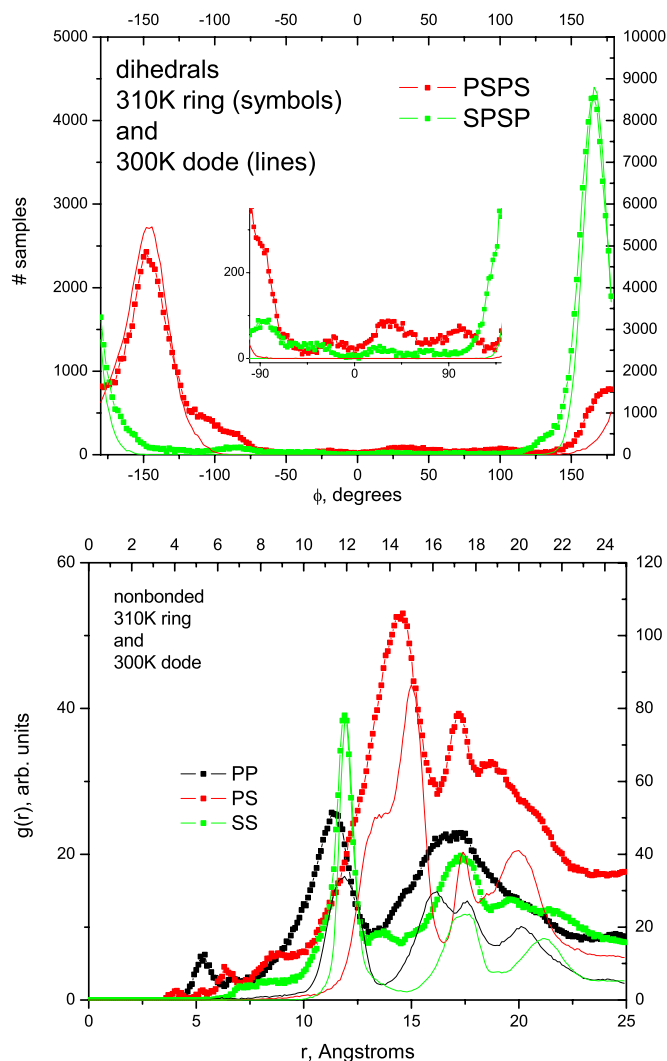 -150 -100 -50 0 50 100 150
5000 10000
dihedrals
310K ring (symbols)
and
300K dode (lines)
PSPS
SPSP
9000
4000 8000
7000
3000 6000
5000
2000 4000
3000
1000 2000
1000
0 0
# samples
200
0
-90 0 90
-150 -100 -50 0 50 100 150
ϕ, degrees
0 2 4 6 8 10 12 14 16 18 20 22 24
60 120
nonbonded
310K ring
and
300K dode
100
40 80
PP
PS
SS
60
20 40
20
0 0
g(r), arb. units
0 5 10 15 20 25
r, Angstroms